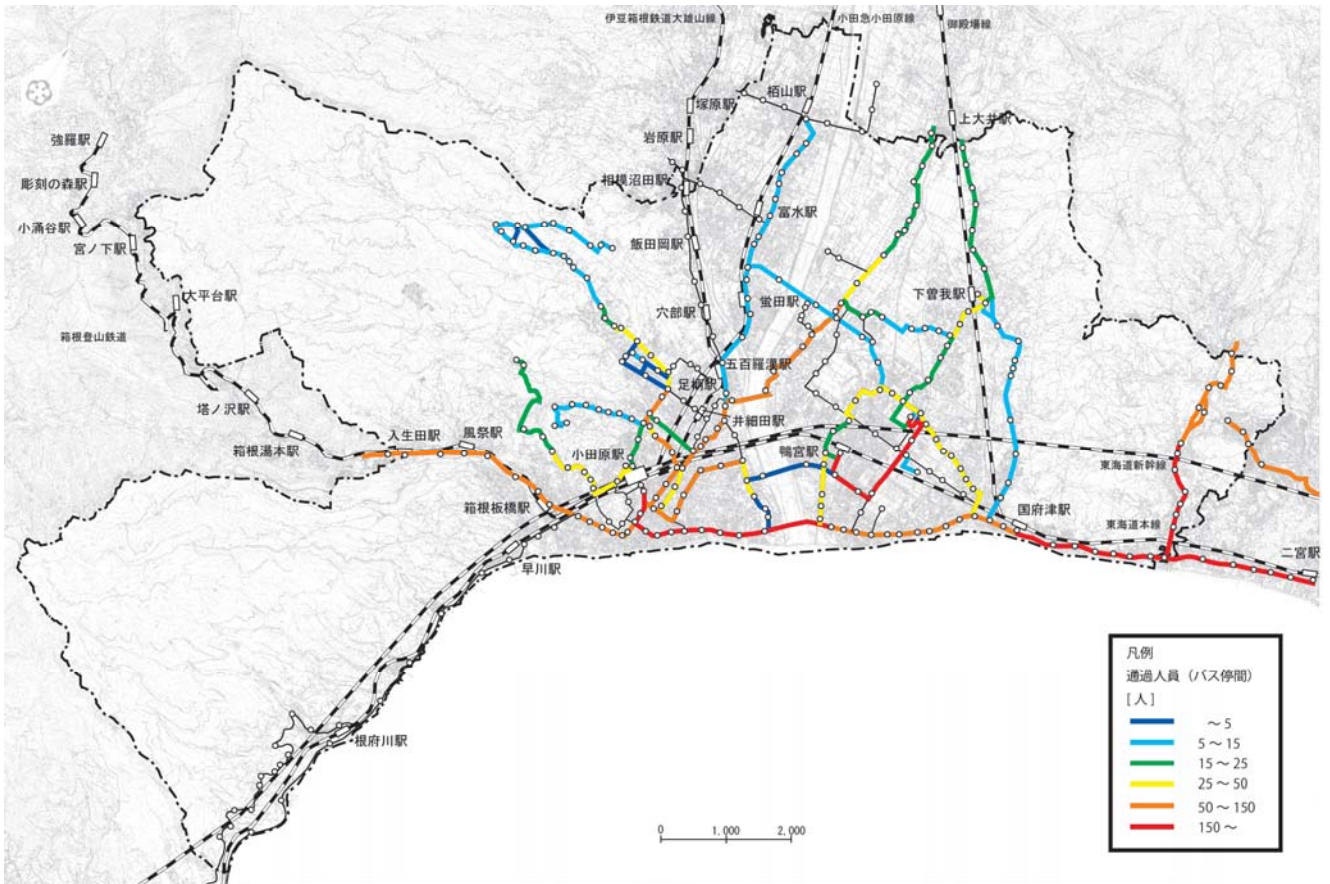 伊豆箱根鉄道大雄山線
小田急小田原線
御殿場線
栢山駅
塚原駅
上大井駅
強羅駅
岩原駅
彫刻の森駅
相模沼田駅
富水駅
小涌谷駅
宮ノ下駅
飯田岡駅
大平台駅
下曽我駅
蛍田駅
穴部駅
箱根登山鉄道
五百羅漢駅
足柄駅
塔ノ沢駅
井細田駅
入生田駅
風祭駅
箱根湯本駅
小田原駅
鴨宮駅
東海道新幹線
箱根板橋駅
国府津駅
東海道本線
二宮駅
早川駅
根府川駅
凡例
通過人員（バス停間）
[人]
～5
5～15
15～25
25～50
50～150
150～
0 1,000 2,000